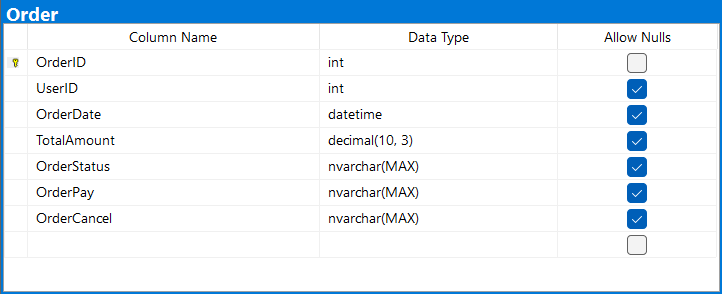 Order
Column Name Data Type Allow Nulls
OrderID int
UserID int
OrderDate datetime
TotalAmount decimal(10, 3)
OrderStatus nvarchar(MAX)
OrderPay nvarchar(MAX)
OrderCancel nvarchar(MAX)